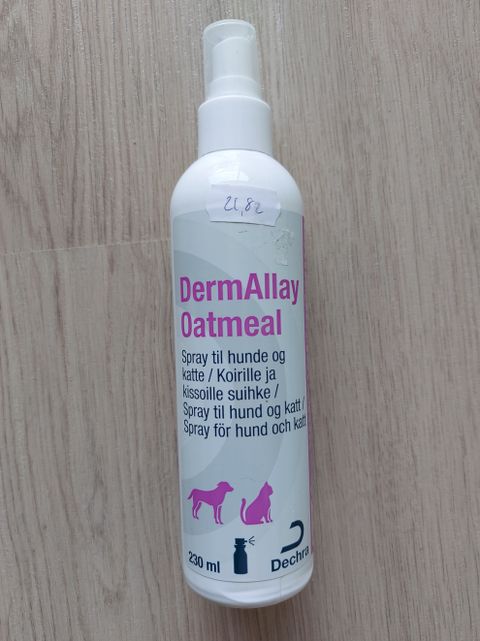 21,82
DermAllay
Oatmeal
Spray til hunde og
katte / Koirille ja
kissoille suihke /
Spray til hund og katt /
Spray för hund och katt
230 ml
Dechra